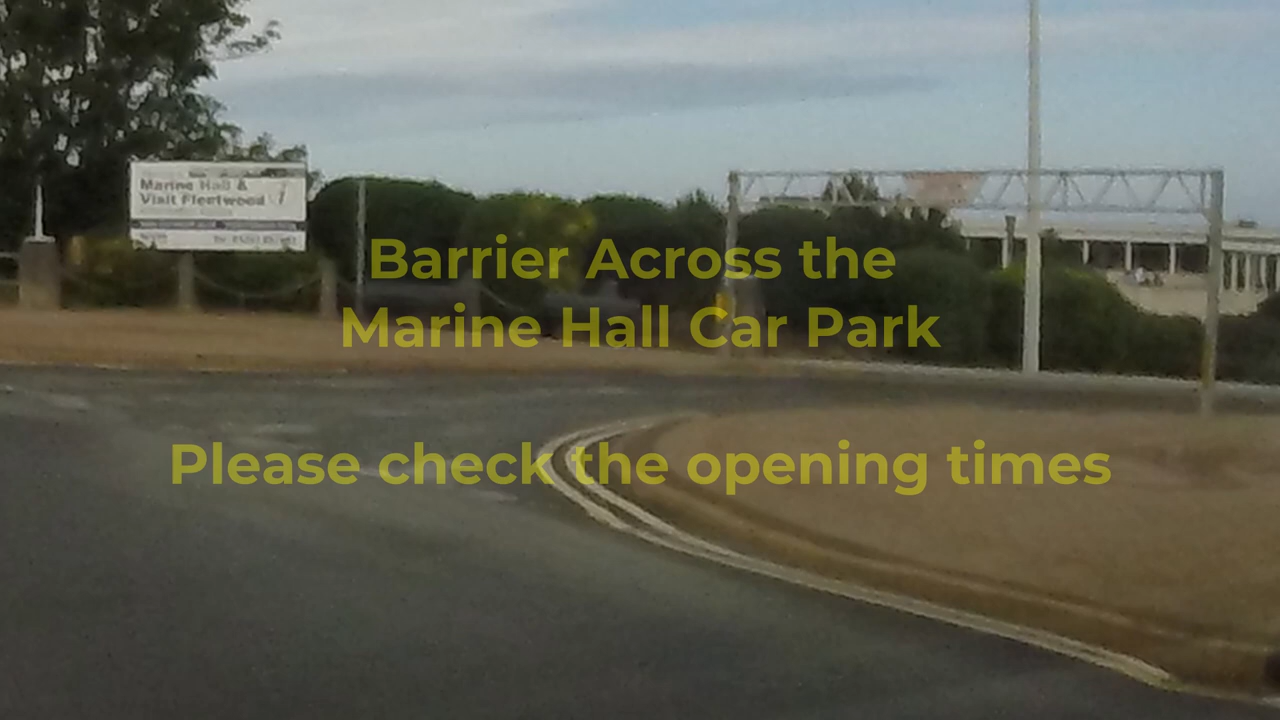 Marine Hall &
Visit Fleetwood
Barrier Across the
Marine Hall Car Park
Please check the opening times